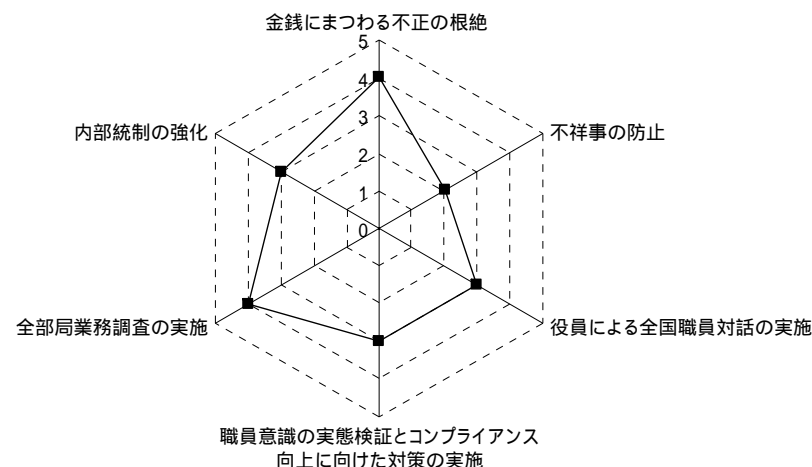 金銭にまつわる不正の根絶
5
4
3
2
1
0
内部統制の強化
不祥事の防止
全部局業務調査の実施
役員による全国職員対話の実施
職員意識の実態検証とコンプライアンス
向上に向けた対策の実施